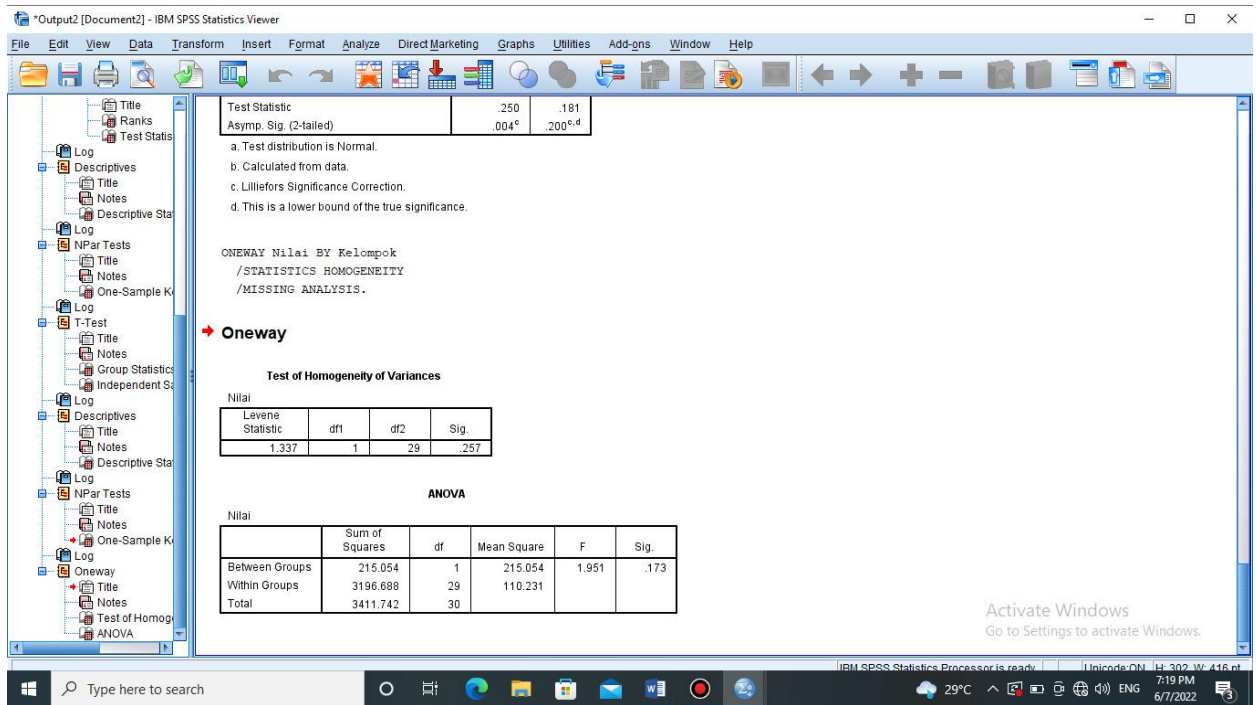 *Output2 [Document2] - IBM SPSS Statistics Viewer
File Edit View Data Transform Insert Format Analyze Direct Marketing Graphs Utilities Add-ons Window Help
Title
Ranks
Test Statis
Log
Descriptives
Title
Notes
Descriptive Stat
Log
NPar Tests
Title
Notes
One-Sample K
Log
T-Test
Title
Notes
Group Statistics
Independent Sa
Log
Descriptives
Title
Notes
Descriptive Stat
Log
NPar Tests
Title
Notes
One-Sample K
Log
Oneway
Title
Notes
Test of Homog
ANOVA
Test Statistic .250 .181
Asymp. Sig. (2-tailed) .004c .200c,d
a. Test distribution is Normal.
b. Calculated from data.
c. Lilliefors Significance Correction.
d. This is a lower bound of the true significance.
ONEWAY Nilai BY Kelompok
/STATISTICS HOMOGENEITY
/MISSING ANALYSIS.
Oneway
Test of Homogeneity of Variances
Nilai
Levene Statistic df1 df2 Sig.
1.337 1 29 .257
ANOVA
Nilai
Sum of Squares df Mean Square F Sig.
Between Groups 215.054 1 215.054 1.951 .173
Within Groups 3196.688 29 110.231
Total 3411.742 30
Activate Windows
Go to Settings to activate Windows.
IBM SPSS Statistics Processor is ready Unicode:ON H: 302, W: 416 pt
Type here to search
29°C ENG 7:19 PM
6/7/2022
3